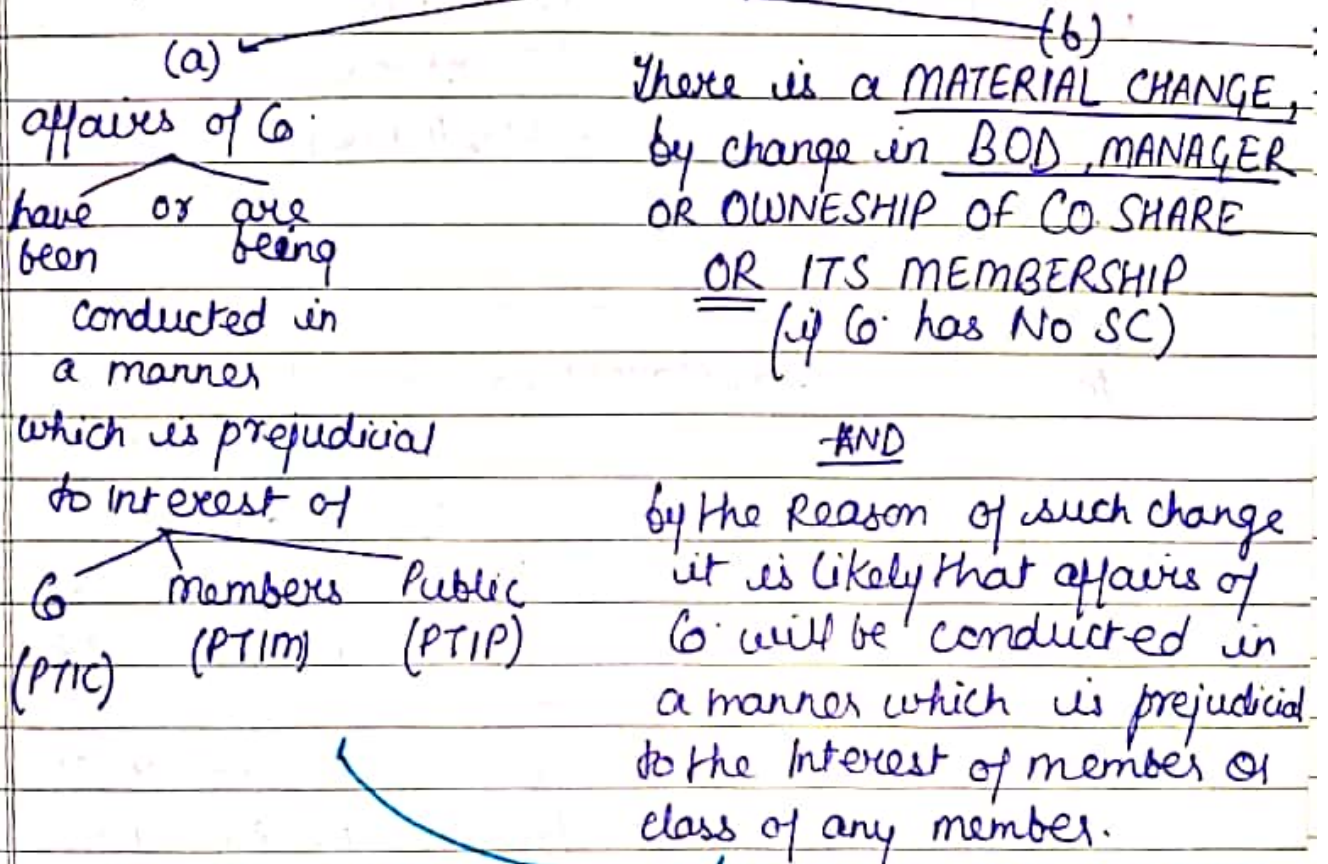 (a)
affairs of Co.
have or are
been being
conducted in
a manner
which is prejudicial
to interest of
Co Members Public
(PTIC) (PTIM) (PTIP)
(b)
There is a MATERIAL CHANGE,
by change in BOD, MANAGER
OR OWNESHIP OF CO. SHARE
OR ITS MEMBERSHIP
(if Co. has No SC)
AND
by the Reason of such change
it is likely that affairs of
Co. will be conducted in
a manner which is prejudicial
to the Interest of member or
class of any member.